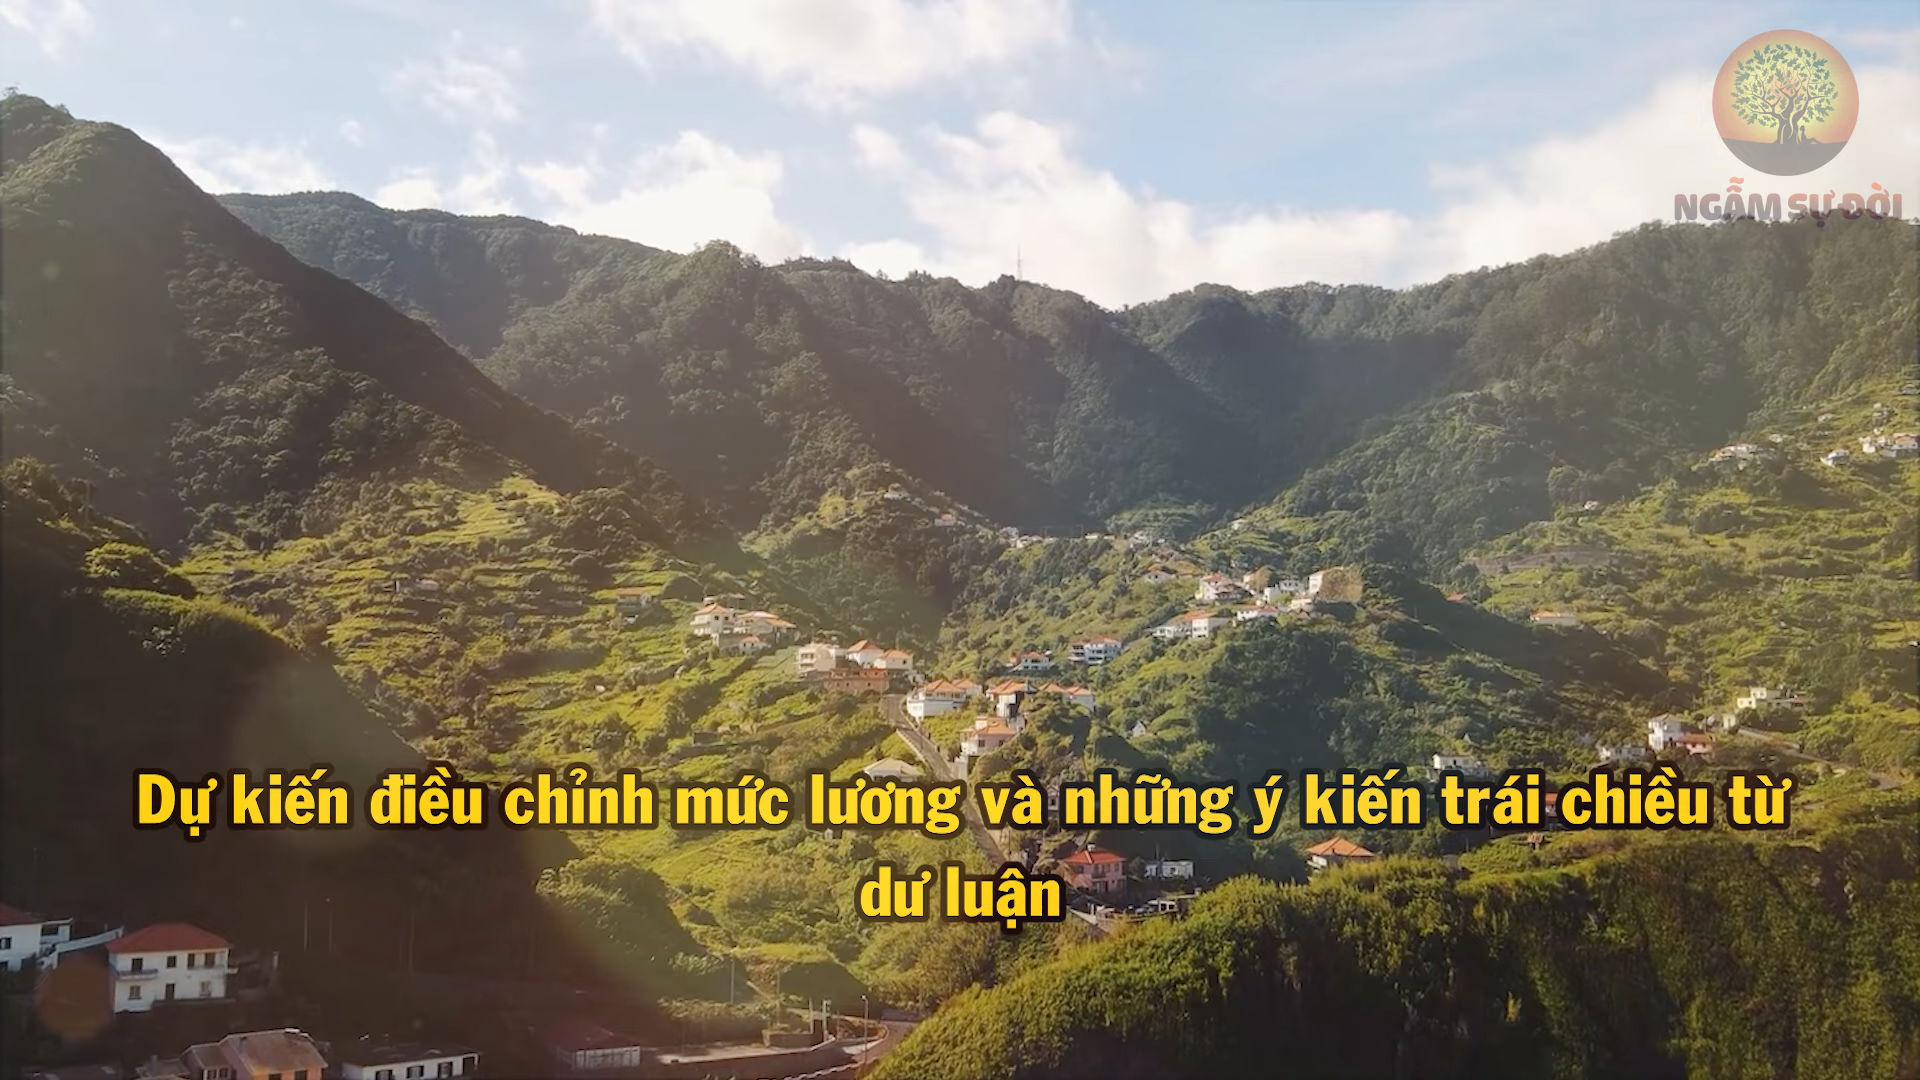 NGẪM SỰ ĐỜI
Dự kiến điều chỉnh mức lương và những ý kiến trái chiều từ
dư luận